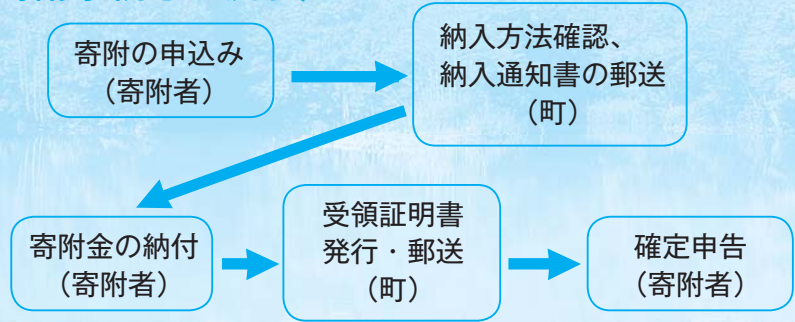 寄附の申込み
（寄附者）
納入方法確認、
納入通知書の郵送
（町）
寄附金の納付
（寄附者）
受領証明書
発行・郵送
（町）
確定申告
（寄附者）